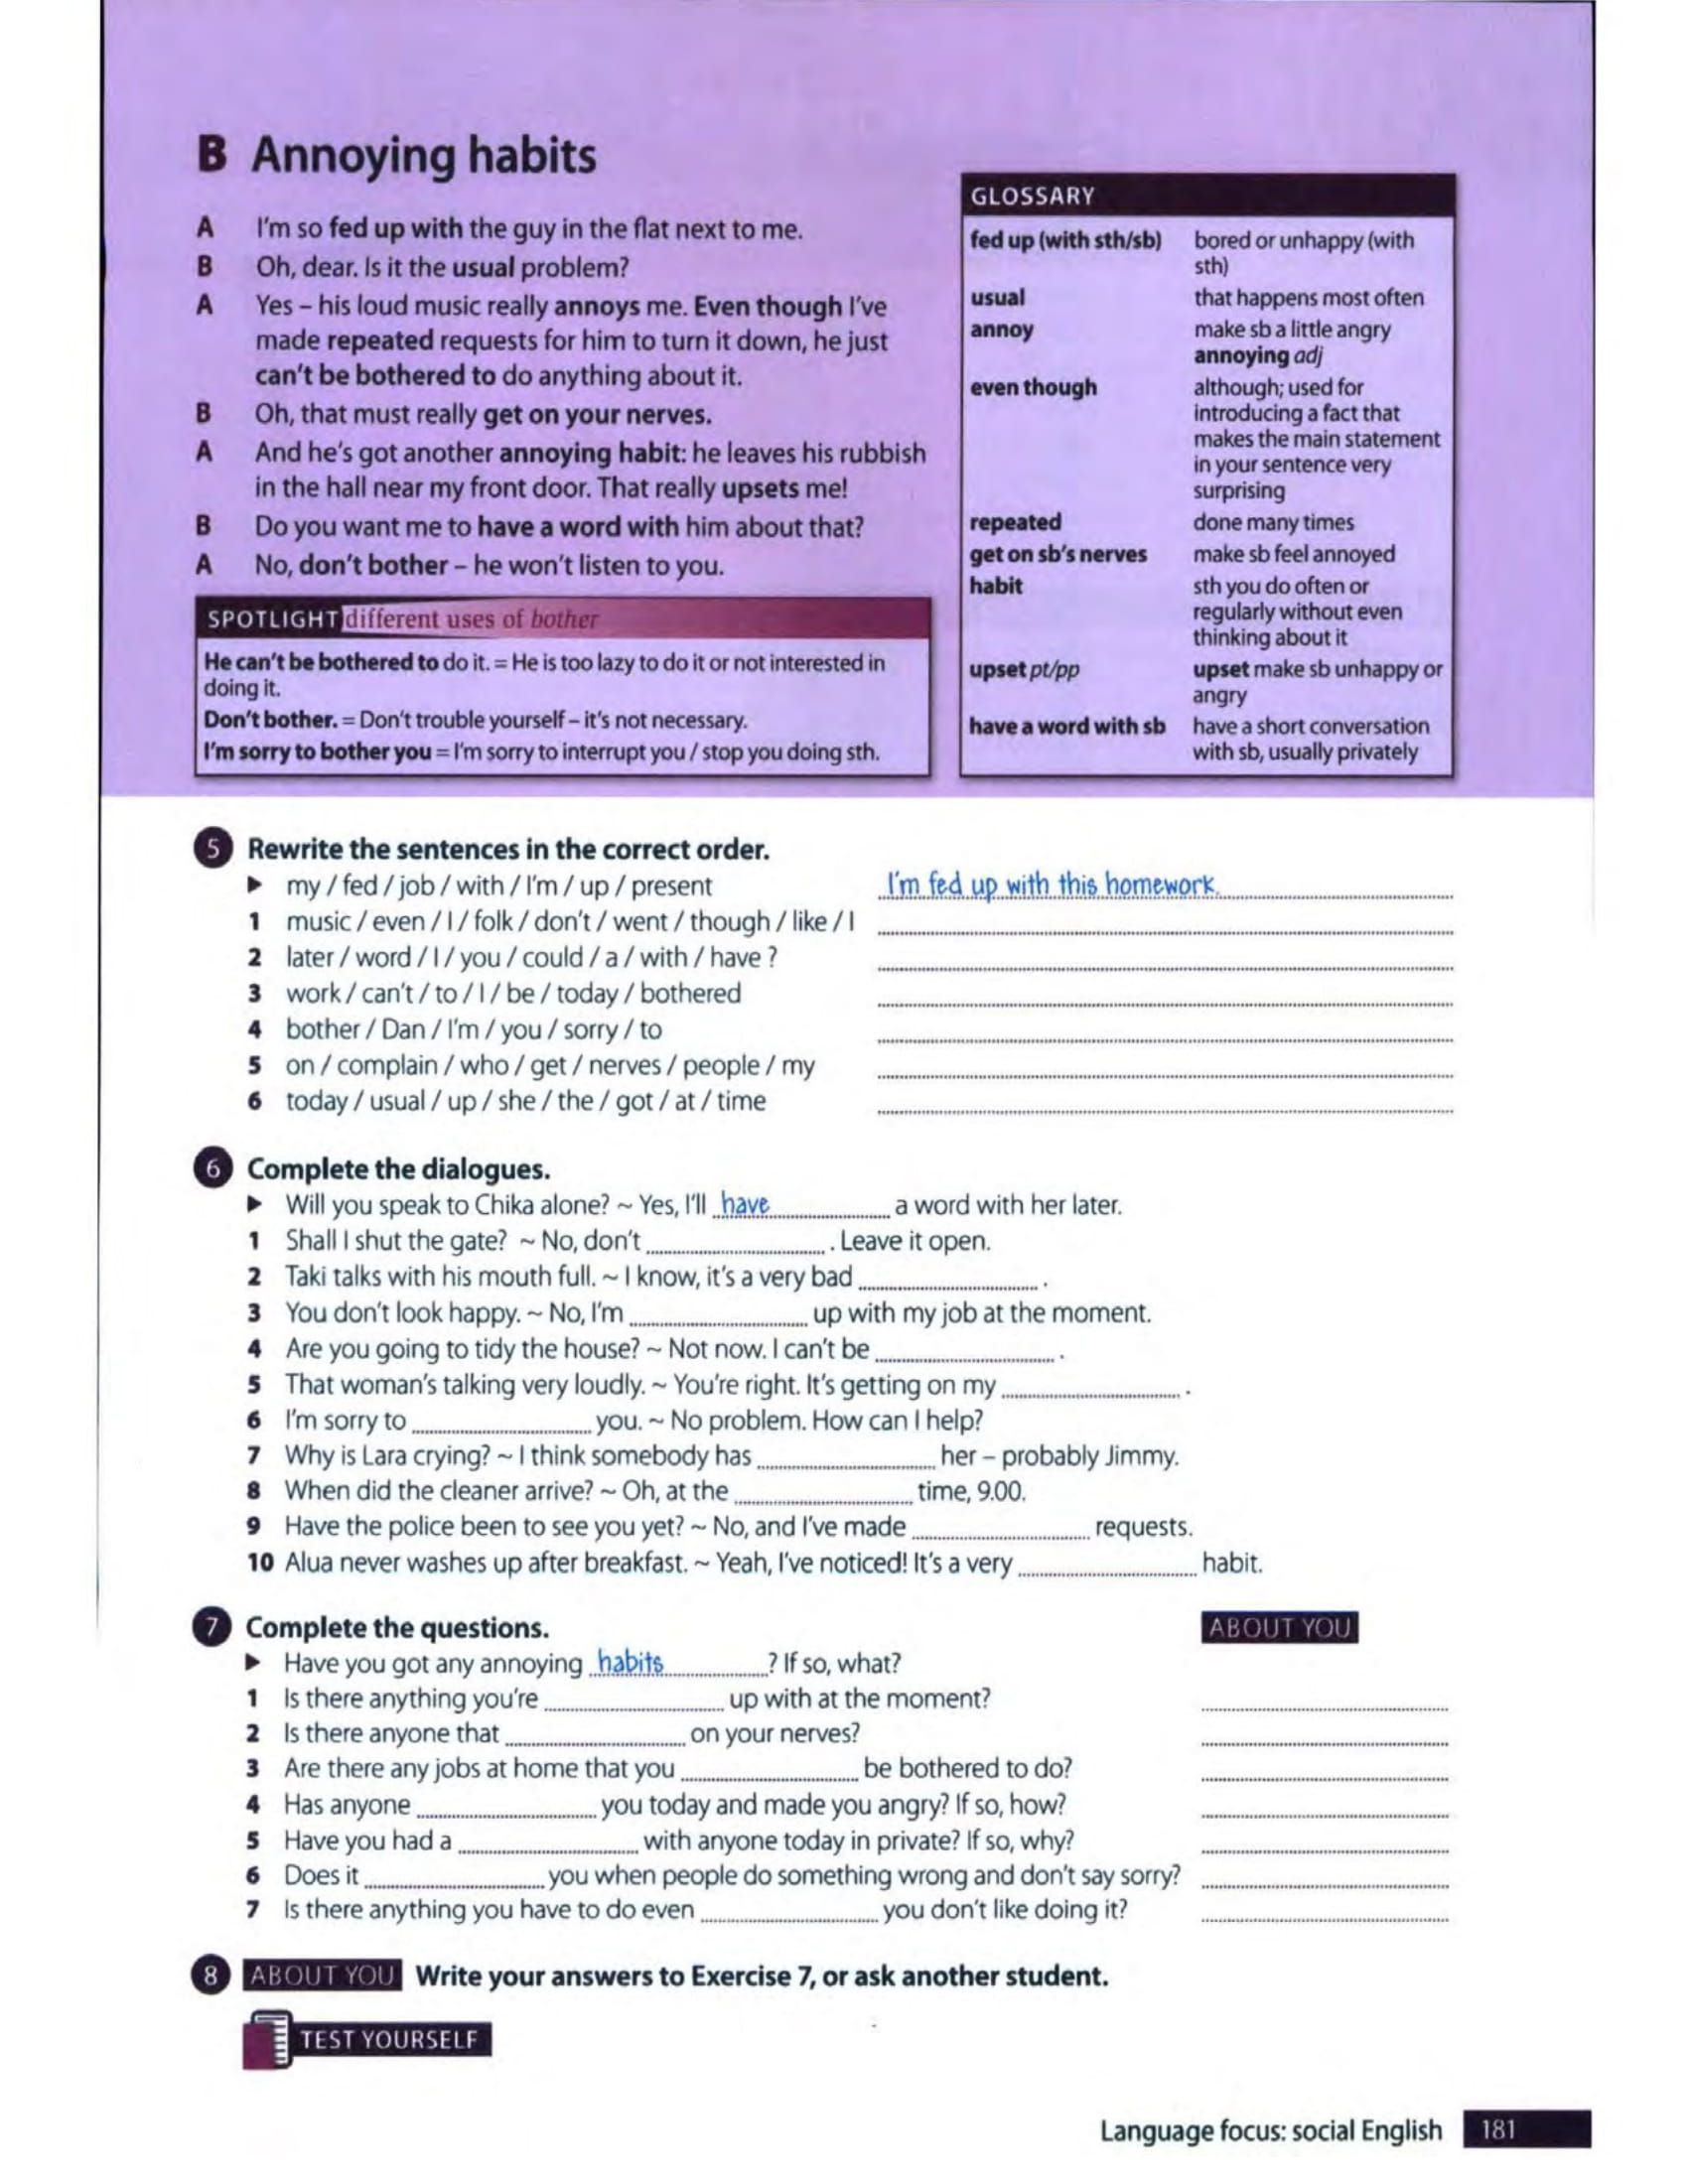 B Annoying habits
A I'm so fed up with the guy in the flat next to me.
B Oh, dear. Is it the usual problem?
A Yes – his loud music really annoys me. Even though I've
made repeated requests for him to turn it down, he just
can't be bothered to do anything about it.
B Oh, that must really get on your nerves.
A And he's got another annoying habit: he leaves his rubbish
in the hall near my front door. That really upsets me!
B Do you want me to have a word with him about that?
A No, don't bother – he won't listen to you.
SPOTLIGHT different uses of bother
He can't be bothered to do it. = He is too lazy to do it or not interested in
doing it.
Don't bother. = Don't trouble yourself – it's not necessary.
I'm sorry to bother you = I'm sorry to interrupt you / stop you doing sth.
GLOSSARY
fed up (with sth/sb) bored or unhappy (with
sth)
usual that happens most often
annoy make sb a little angry
annoying adj
even though although; used for
introducing a fact that
makes the main statement
in your sentence very
surprising
repeated done many times
get on sb's nerves make sb feel annoyed
habit sth you do often or
regularly without even
thinking about it
upset pt/pp upset make sb unhappy or
angry
have a word with sb have a short conversation
with sb, usually privately
5 Rewrite the sentences in the correct order.
▶ my / fed / job / with / I'm / up / present I'm fed up with this homework.
1 music / even / I / folk / don't / went / though / like / I
2 later / word / I / you / could / a / with / have ?
3 work / can't / to / I / be / today / bothered
4 bother / Dan / I'm / you / sorry / to
5 on / complain / who / get / nerves / people / my
6 today / usual / up / she / the / got / at / time
6 Complete the dialogues.
▶ Will you speak to Chika alone? ~ Yes, I'll have a word with her later.
1 Shall I shut the gate? ~ No, don't . Leave it open.
2 Taki talks with his mouth full. ~ I know, it's a very bad .
3 You don't look happy. ~ No, I'm up with my job at the moment.
4 Are you going to tidy the house? ~ Not now. I can't be .
5 That woman's talking very loudly. ~ You're right. It's getting on my .
6 I'm sorry to you. ~ No problem. How can I help?
7 Why is Lara crying? ~ I think somebody has her – probably Jimmy.
8 When did the cleaner arrive? ~ Oh, at the time, 9.00.
9 Have the police been to see you yet? ~ No, and I've made requests.
10 Alua never washes up after breakfast. ~ Yeah, I've noticed! It's a very habit.
7 Complete the questions. ABOUT YOU
▶ Have you got any annoying habits ? If so, what?
1 Is there anything you're up with at the moment?
2 Is there anyone that on your nerves?
3 Are there any jobs at home that you be bothered to do?
4 Has anyone you today and made you angry? If so, how?
5 Have you had a with anyone today in private? If so, why?
6 Does it you when people do something wrong and don't say sorry?
7 Is there anything you have to do even you don't like doing it?
8 ABOUT YOU Write your answers to Exercise 7, or ask another student.
TEST YOURSELF
Language focus: social English 181